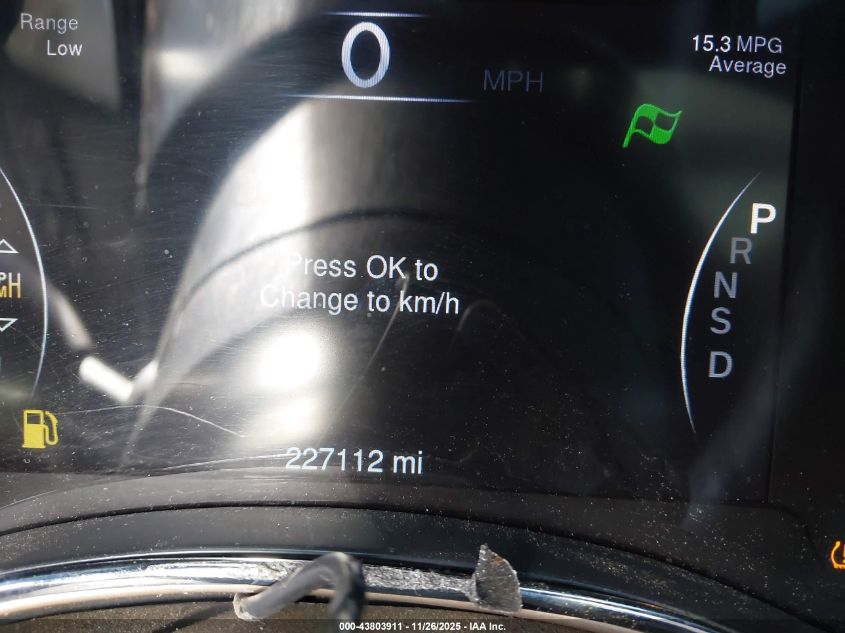 Range
Low
0
MPH
15.3 MPG
Average
Press OK to
Change to km/h
P
R
N
S
D
227112 mi
000-43803911 - 11/26/2025 - IAA Inc.